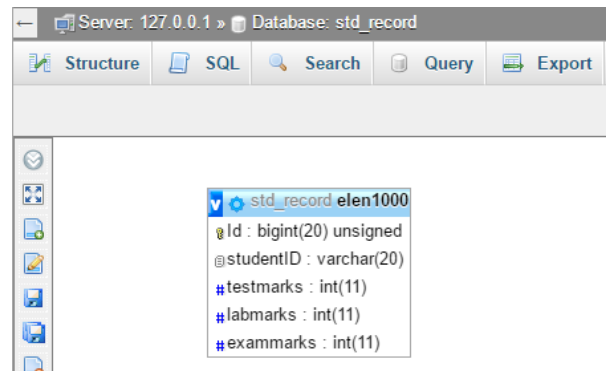 Server: 127.0.0.1 » Database: std_record
Structure SQL Search Query Export
v std_record elen1000
Id : bigint(20) unsigned
studentID : varchar(20)
#testmarks : int(11)
#labmarks : int(11)
#exammarks : int(11)